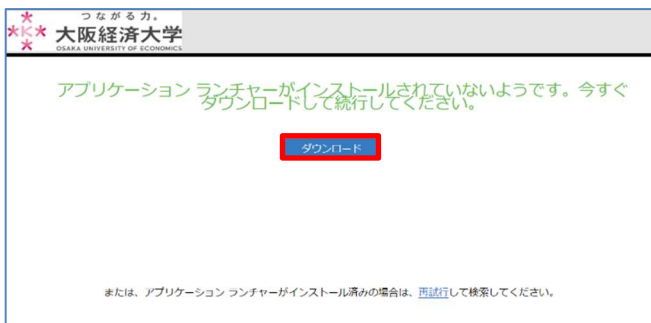 つながる力。
大阪経済大学
OSAKA UNIVERSITY OF ECONOMICS
アプリケーション ランチャーがインストールされていないようです。今すぐ
ダウンロードして続行してください。
ダウンロード
または、アプリケーション ランチャーがインストール済みの場合は、再試行して検索してください。